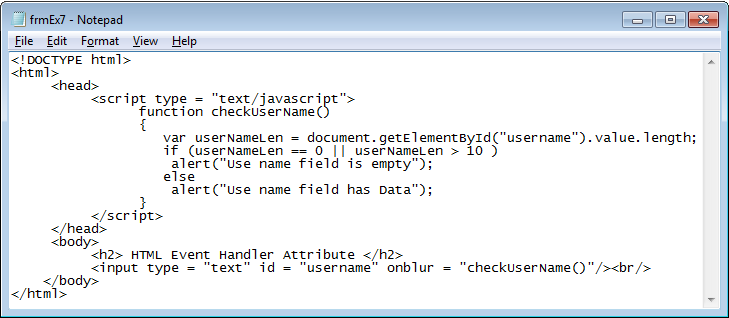 frmEx7 - Notepad
File Edit Format View Help
<!DOCTYPE html>
<html>
<head>
<script type = "text/javascript">
function checkUserName()
{
var userNameLen = document.getElementById("username").value.length;
if (userNameLen == 0 || userNameLen > 10 )
alert("Use name field is empty");
else
alert("Use name field has Data");
}
</script>
</head>
<body>
<h2> HTML Event Handler Attribute </h2>
<input type = "text" id = "username" onblur = "checkUserName()"/><br/>
</body>
</html>